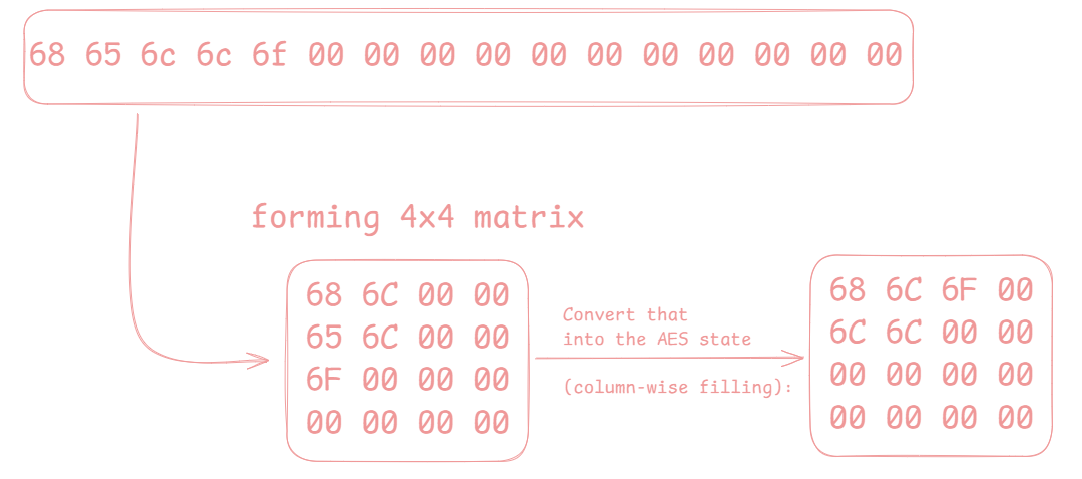 68 65 6c 6c 6f 00 00 00 00 00 00 00 00 00 00 00
forming 4x4 matrix
68 6C 00 00
65 6C 00 00
6F 00 00 00
00 00 00 00
Convert that
into the AES state
(column-wise filling):
68 6C 6F 00
6C 6C 00 00
00 00 00 00
00 00 00 00